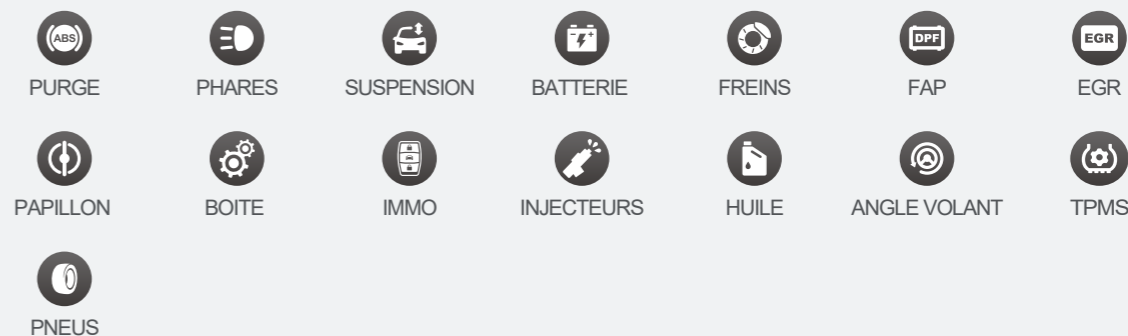 ABS
DPF
EGR
PURGE PHARES SUSPENSION BATTERIE FREINS FAP EGR
PAPILLON BOITE IMMO INJECTEURS HUILE ANGLE VOLANT TPMS
PNEUS